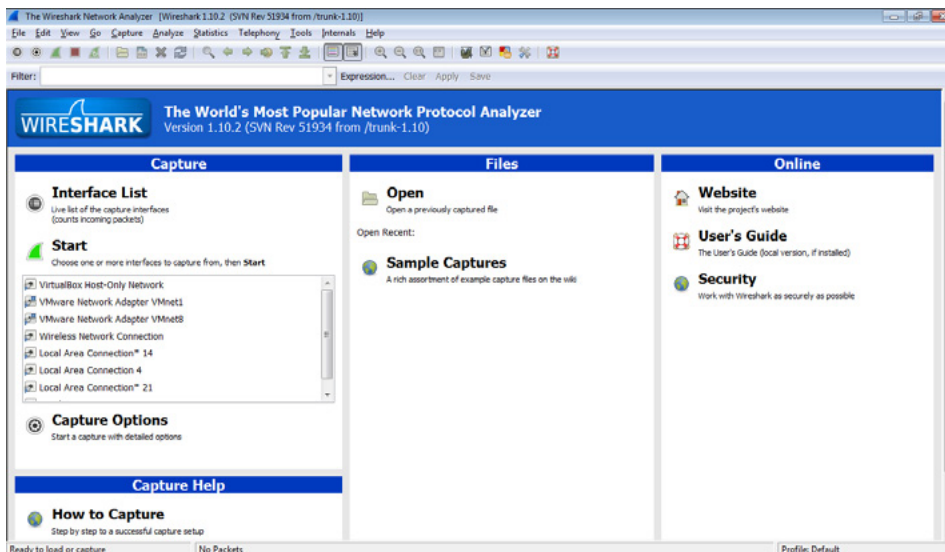 The Wireshark Network Analyzer [Wireshark 1.10.2 (SVN Rev 51934 from /trunk-1.10)]
File Edit View Go Capture Analyze Statistics Telephony Tools Internals Help
Filter: Expression... Clear Apply Save
WIRESHARK
The World's Most Popular Network Protocol Analyzer
Version 1.10.2 (SVN Rev 51934 from /trunk-1.10)
Capture
Interface List
Live list of the capture interfaces
(counts incoming packets)
Start
Choose one or more interfaces to capture from, then Start
VirtualBox Host-Only Network
VMware Network Adapter VMnet1
VMware Network Adapter VMnet8
Wireless Network Connection
Local Area Connection* 14
Local Area Connection 4
Local Area Connection* 21
Capture Options
Start a capture with detailed options
Capture Help
How to Capture
Step by step to a successful capture setup
Files
Open
Open a previously captured file
Open Recent:
Sample Captures
A rich assortment of example capture files on the wiki
Online
Website
Visit the project's website
User's Guide
The User's Guide (local version, if installed)
Security
Work with Wireshark as securely as possible
Ready to load or capture
No Packets
Profile: Default